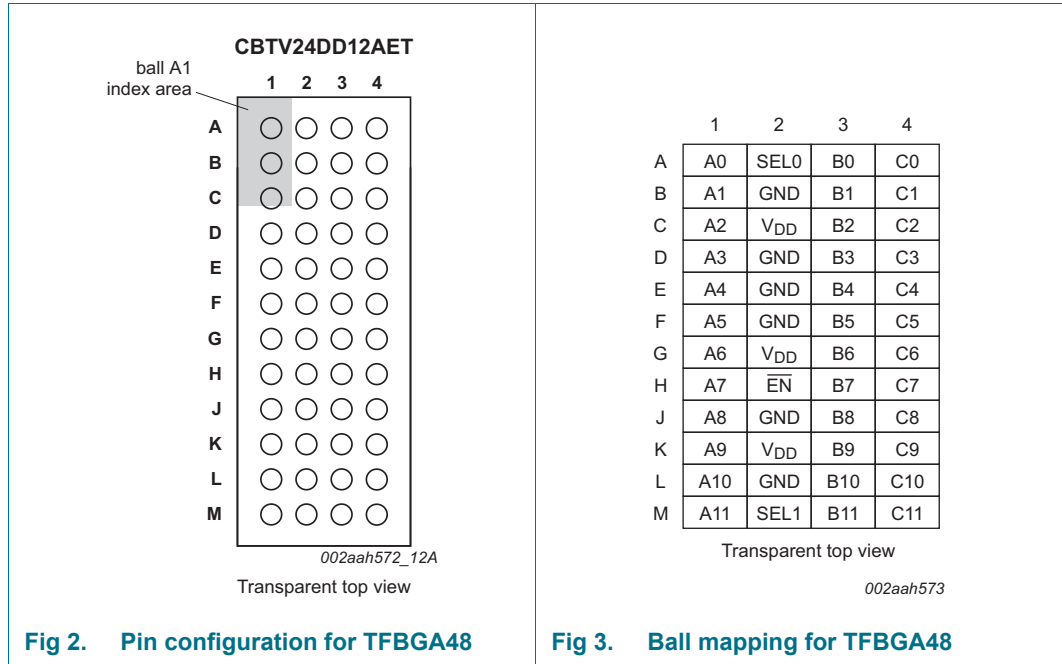 CBTV24DD12AET
ball A1
index area
1 2 3 4
A
B
C
D
E
F
G
H
J
K
L
M
002aah572_12A
Transparent top view
Fig 2. Pin configuration for TFBGA48
1 2 3 4
A A0 SEL0 B0 C0
B A1 GND B1 C1
C A2 VDD B2 C2
D A3 GND B3 C3
E A4 GND B4 C4
F A5 GND B5 C5
G A6 VDD B6 C6
H A7 E̅N̅ B7 C7
J A8 GND B8 C8
K A9 VDD B9 C9
L A10 GND B10 C10
M A11 SEL1 B11 C11
Transparent top view
002aah573
Fig 3. Ball mapping for TFBGA48